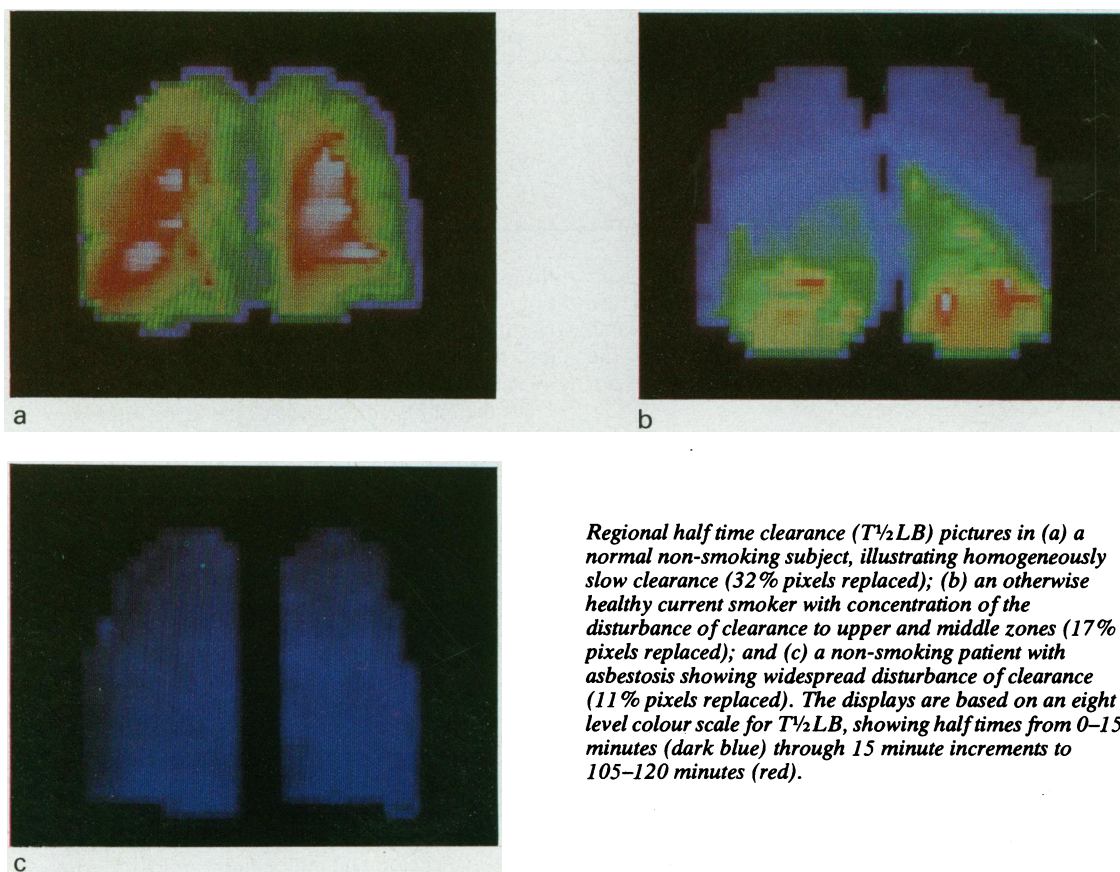 a
b
c
Regional half time clearance (T½LB) pictures in (a) a
normal non-smoking subject, illustrating homogeneously
slow clearance (32% pixels replaced); (b) an otherwise
healthy current smoker with concentration of the
disturbance of clearance to upper and middle zones (17%
pixels replaced); and (c) a non-smoking patient with
asbestosis showing widespread disturbance of clearance
(11% pixels replaced). The displays are based on an eight
level colour scale for T½LB, showing half times from 0–15
minutes (dark blue) through 15 minute increments to
105–120 minutes (red).